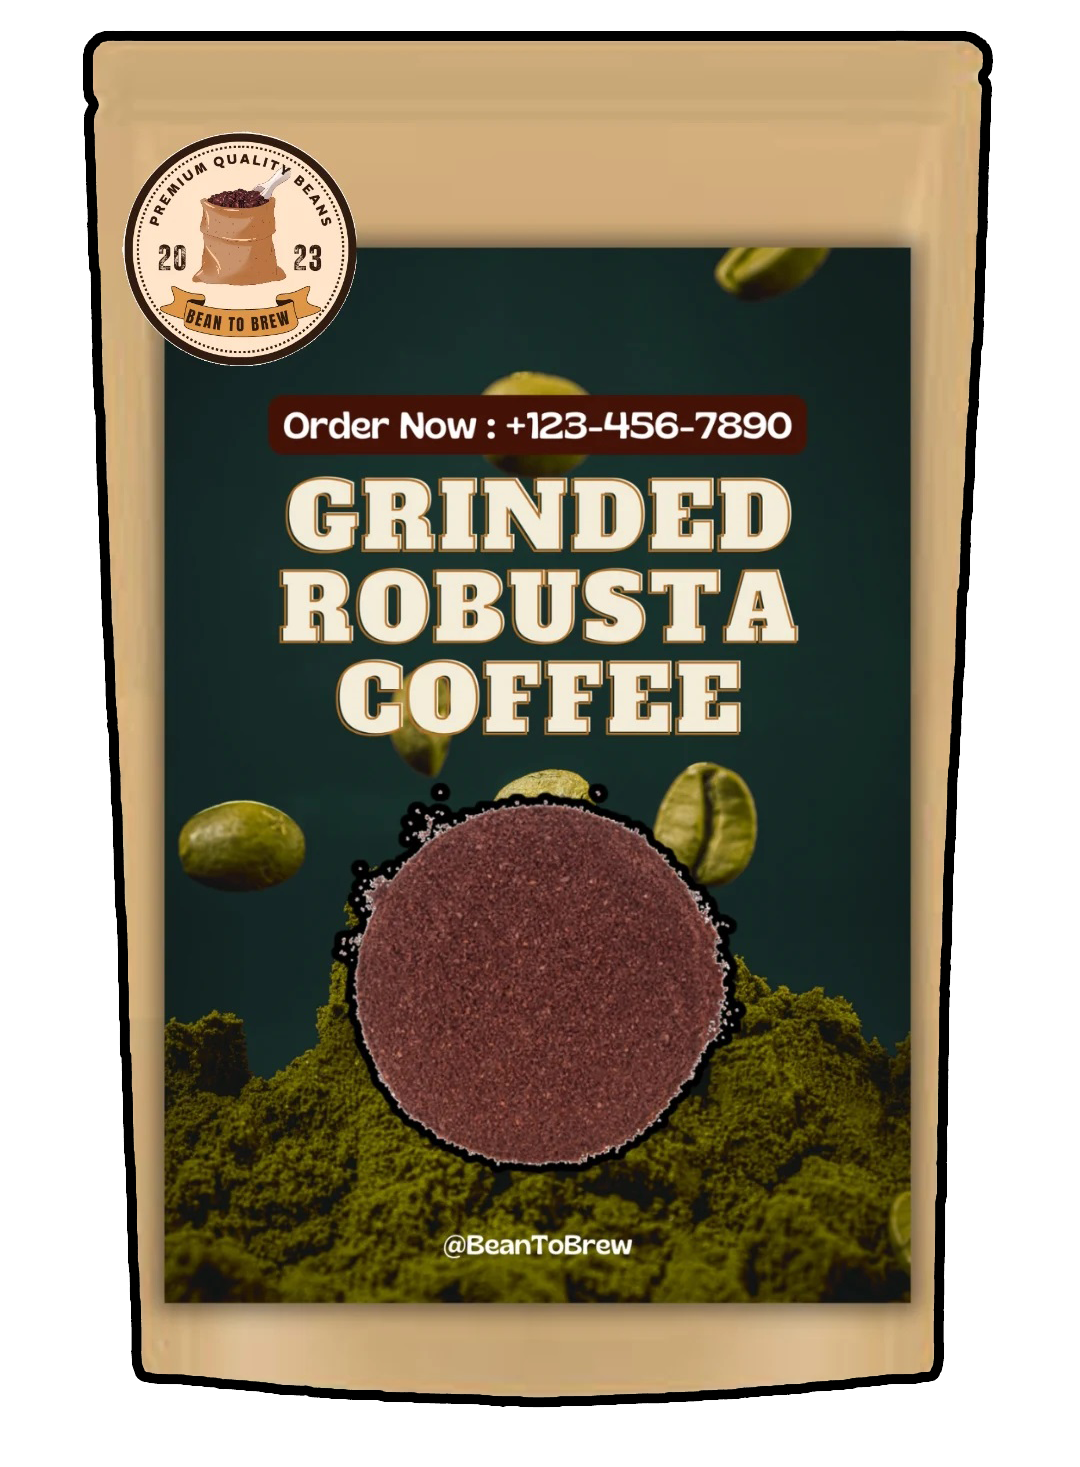 PREMIUM QUALITY BEANS
20 23
BEAN TO BREW
Order Now : +123-456-7890
GRINDED
ROBUSTA
COFFEE
@BeanToBrew